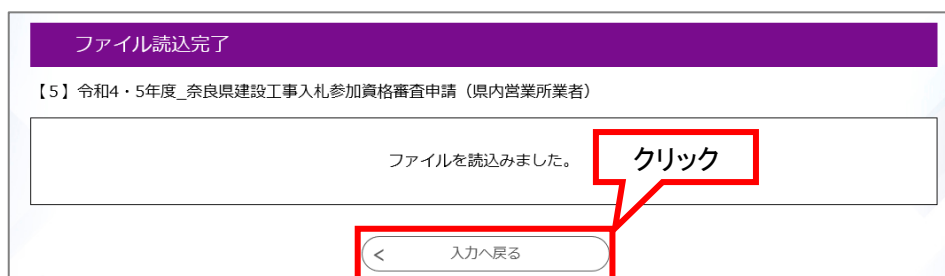 ファイル読込完了
【５】令和4・5年度_奈良県建設工事入札参加資格審査申請（県内営業所業者）
ファイルを読込みました。
クリック
< 入力へ戻る